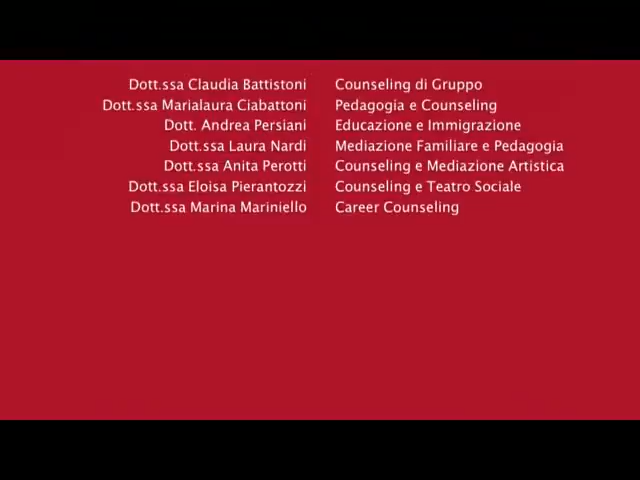 Dott.ssa Claudia Battistoni Counseling di Gruppo
Dott.ssa Marialaura Ciabattoni Pedagogia e Counseling
Dott. Andrea Persiani Educazione e Immigrazione
Dott.ssa Laura Nardi Mediazione Familiare e Pedagogia
Dott.ssa Anita Perotti Counseling e Mediazione Artistica
Dott.ssa Eloisa Pierantozzi Counseling e Teatro Sociale
Dott.ssa Marina Mariniello Career Counseling